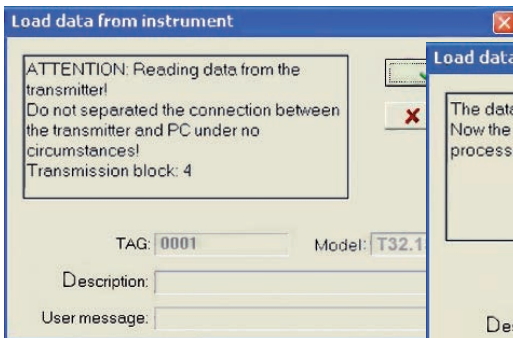 Load data from instrument
ATTENTION: Reading data from the
transmitter!
Do not separated the connection between
the transmitter and PC under no
circumstances!
Transmission block: 4
TAG: 0001
Model: T32.1
Description:
User message:
Load data
The data
Now the
process